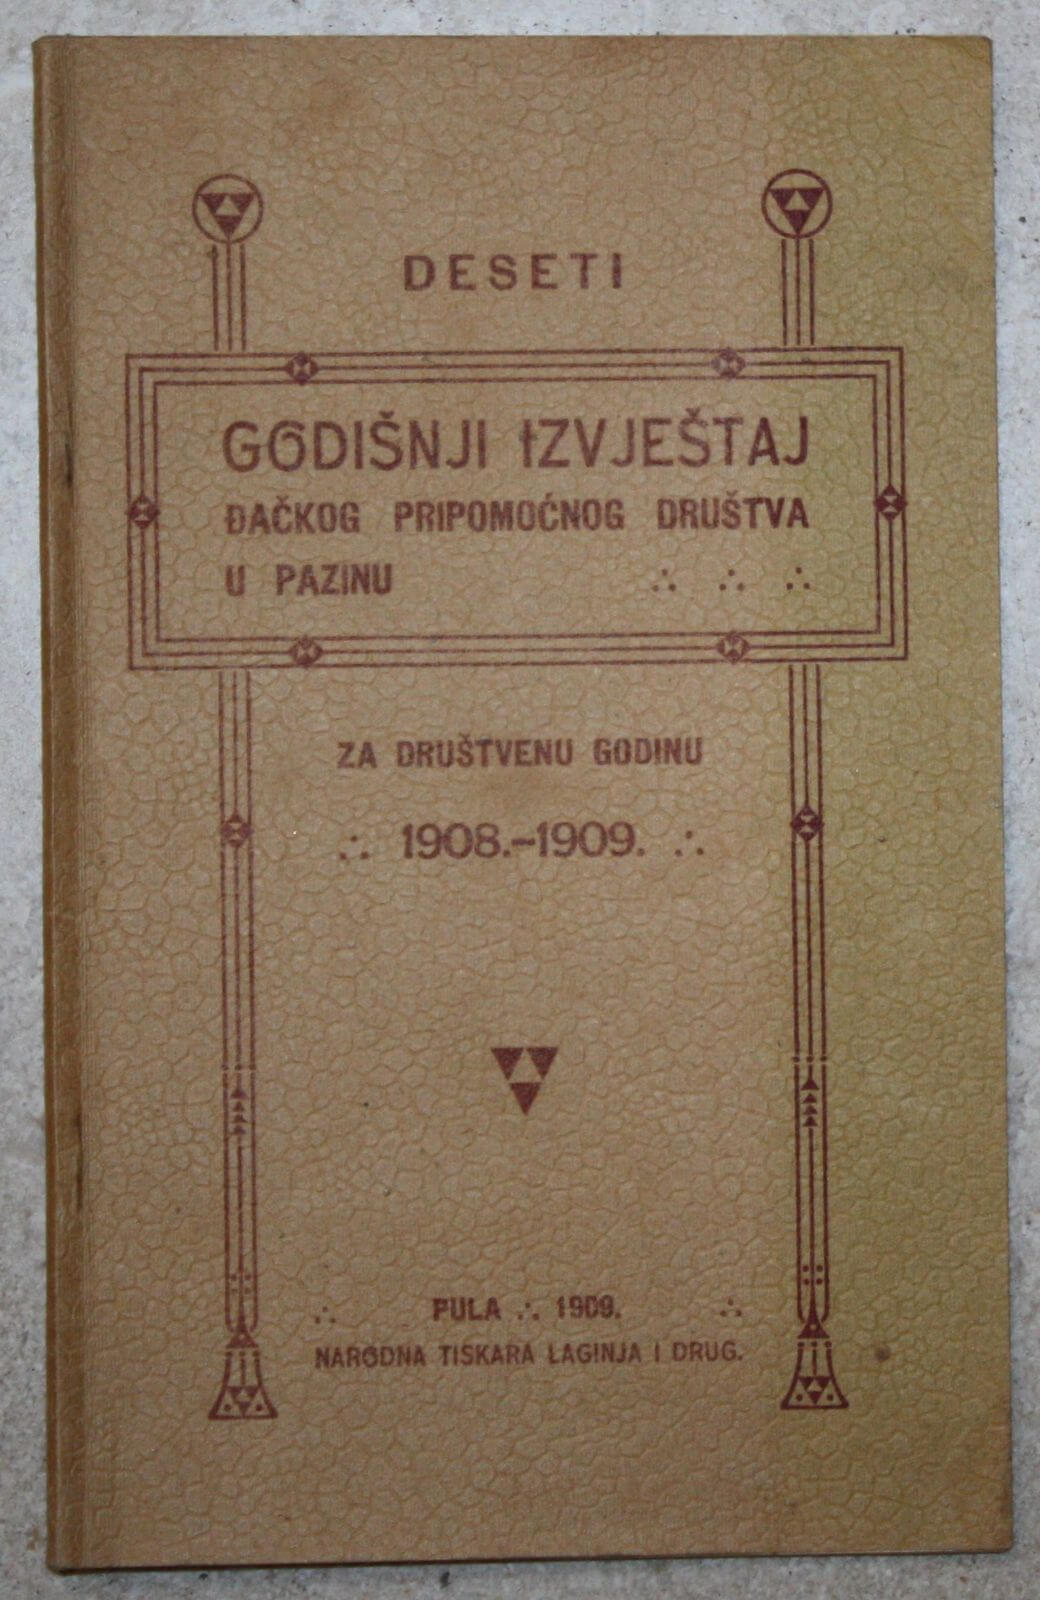 DESETI
GODIŠNJI IZVJEŠTAJ
ĐAČKOG PRIPOMOĆNOG DRUŠTVA
U PAZINU
ZA DRUŠTVENU GODINU
1908.-1909.
PULA ∴ 1909.
NARODNA TISKARA LAGINJA I DRUG.